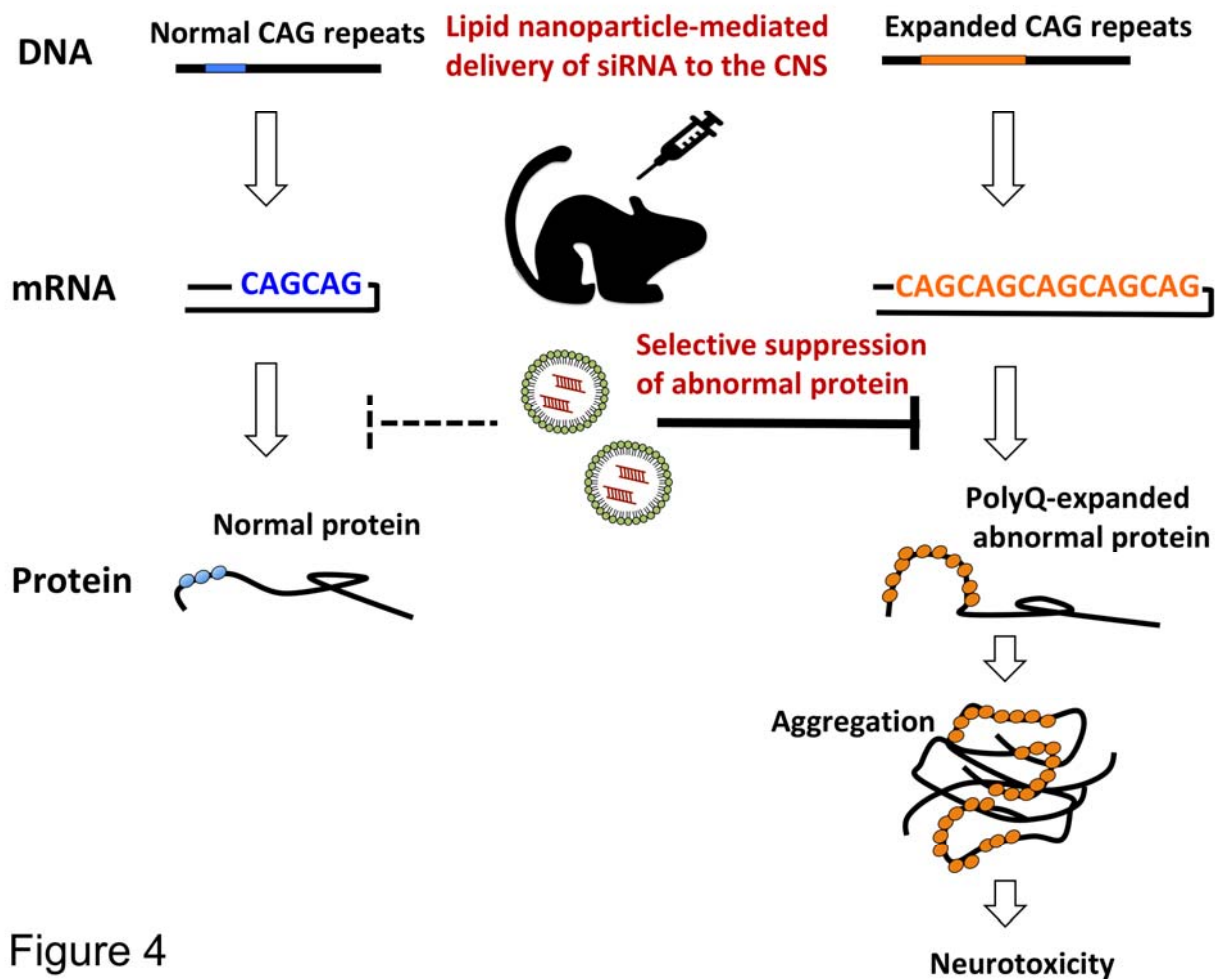 DNA
Normal CAG repeats
Lipid nanoparticle-mediated
delivery of siRNA to the CNS
Expanded CAG repeats
mRNA
CAGCAG
CAGCAGCAGCAGCAG
Selective suppression
of abnormal protein
Protein
Normal protein
PolyQ-expanded
abnormal protein
Aggregation
Neurotoxicity
Figure 4